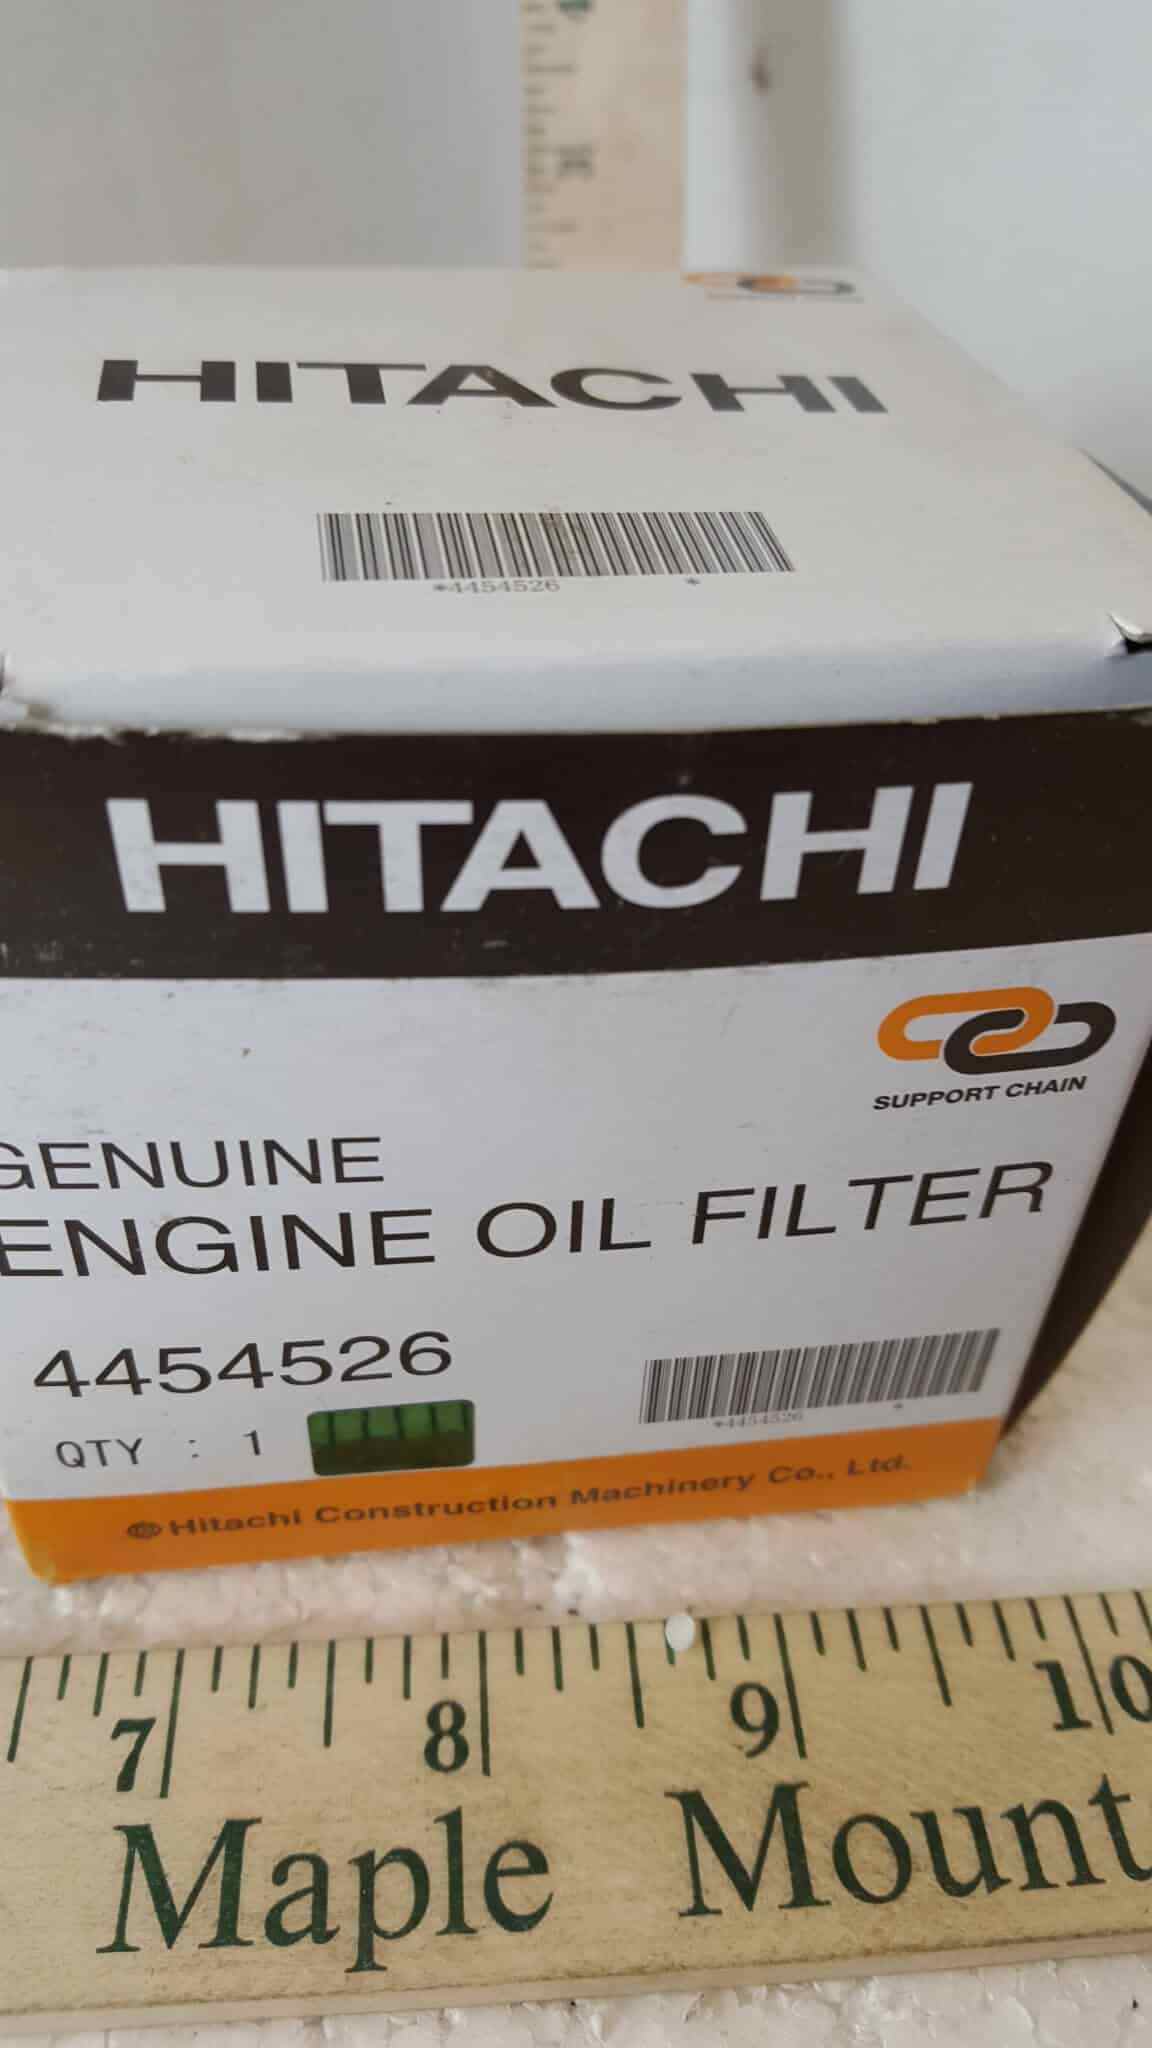 HITACHI
*4454526 *
HITACHI
SUPPORT CHAIN
GENUINE
ENGINE OIL FILTER
4454526
QTY : 1
*4454526 *
Hitachi Construction Machinery Co., Ltd.
7 8 9 10
Maple Mount